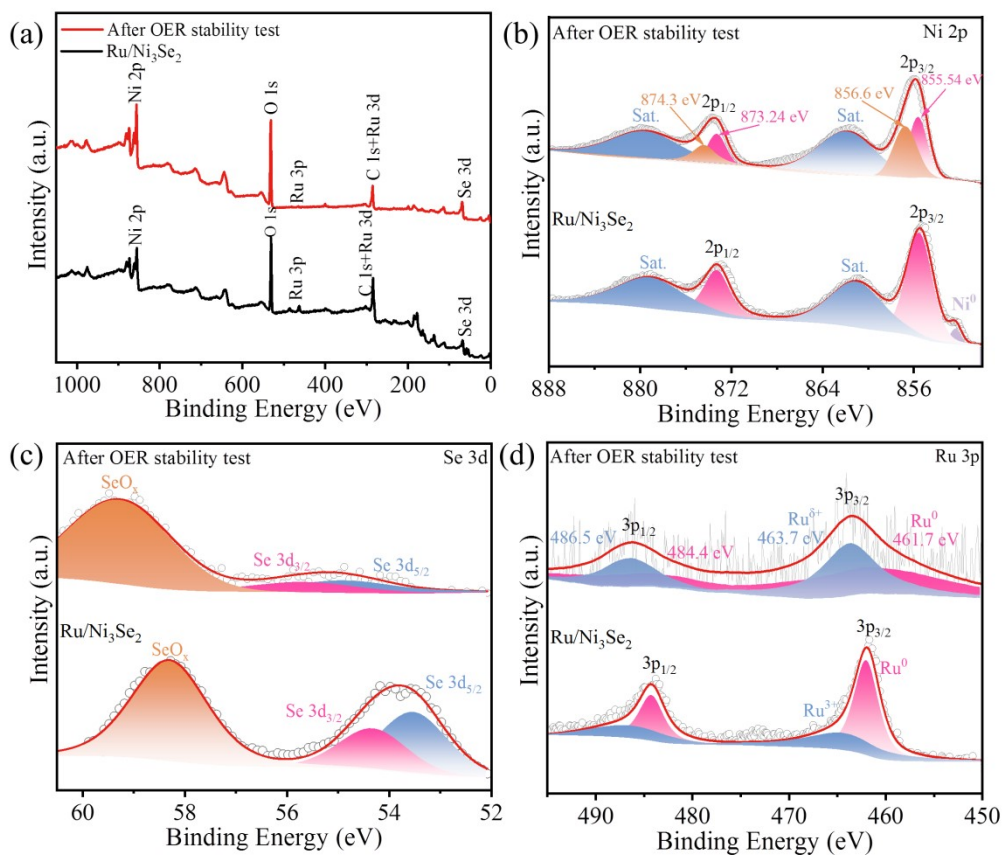 (a)
After OER stability test
Ru/Ni₃Se₂
Ni 2p
O 1s
Ru 3p
C 1s+Ru 3d
Se 3d
Ni 2p
O 1s
Ru 3p
C 1s+Ru 3d
Se 3d
Intensity (a.u.)
1000 800 600 400 200 0
Binding Energy (eV)
(b)
After OER stability test
Ni 2p
2p₃/₂
855.54 eV
856.6 eV
2p₁/₂
874.3 eV
873.24 eV
Sat.
Sat.
Ru/Ni₃Se₂
2p₃/₂
2p₁/₂
Sat.
Sat.
Ni⁰
Intensity (a.u.)
888 880 872 864 856
Binding Energy (eV)
(c)
After OER stability test
Se 3d
SeOₓ
Se 3d₃/₂
Se 3d₅/₂
Ru/Ni₃Se₂
SeOₓ
Se 3d₅/₂
Se 3d₃/₂
Intensity (a.u.)
60 58 56 54 52
Binding Energy (eV)
(d)
After OER stability test
Ru 3p
3p₃/₂
3p₁/₂
Ru^δ+
Ru⁰
486.5 eV
484.4 eV
463.7 eV
461.7 eV
Ru/Ni₃Se₂
3p₃/₂
3p₁/₂
Ru⁰
Ru³⁺
Intensity (a.u.)
490 480 470 460 450
Binding Energy (eV)